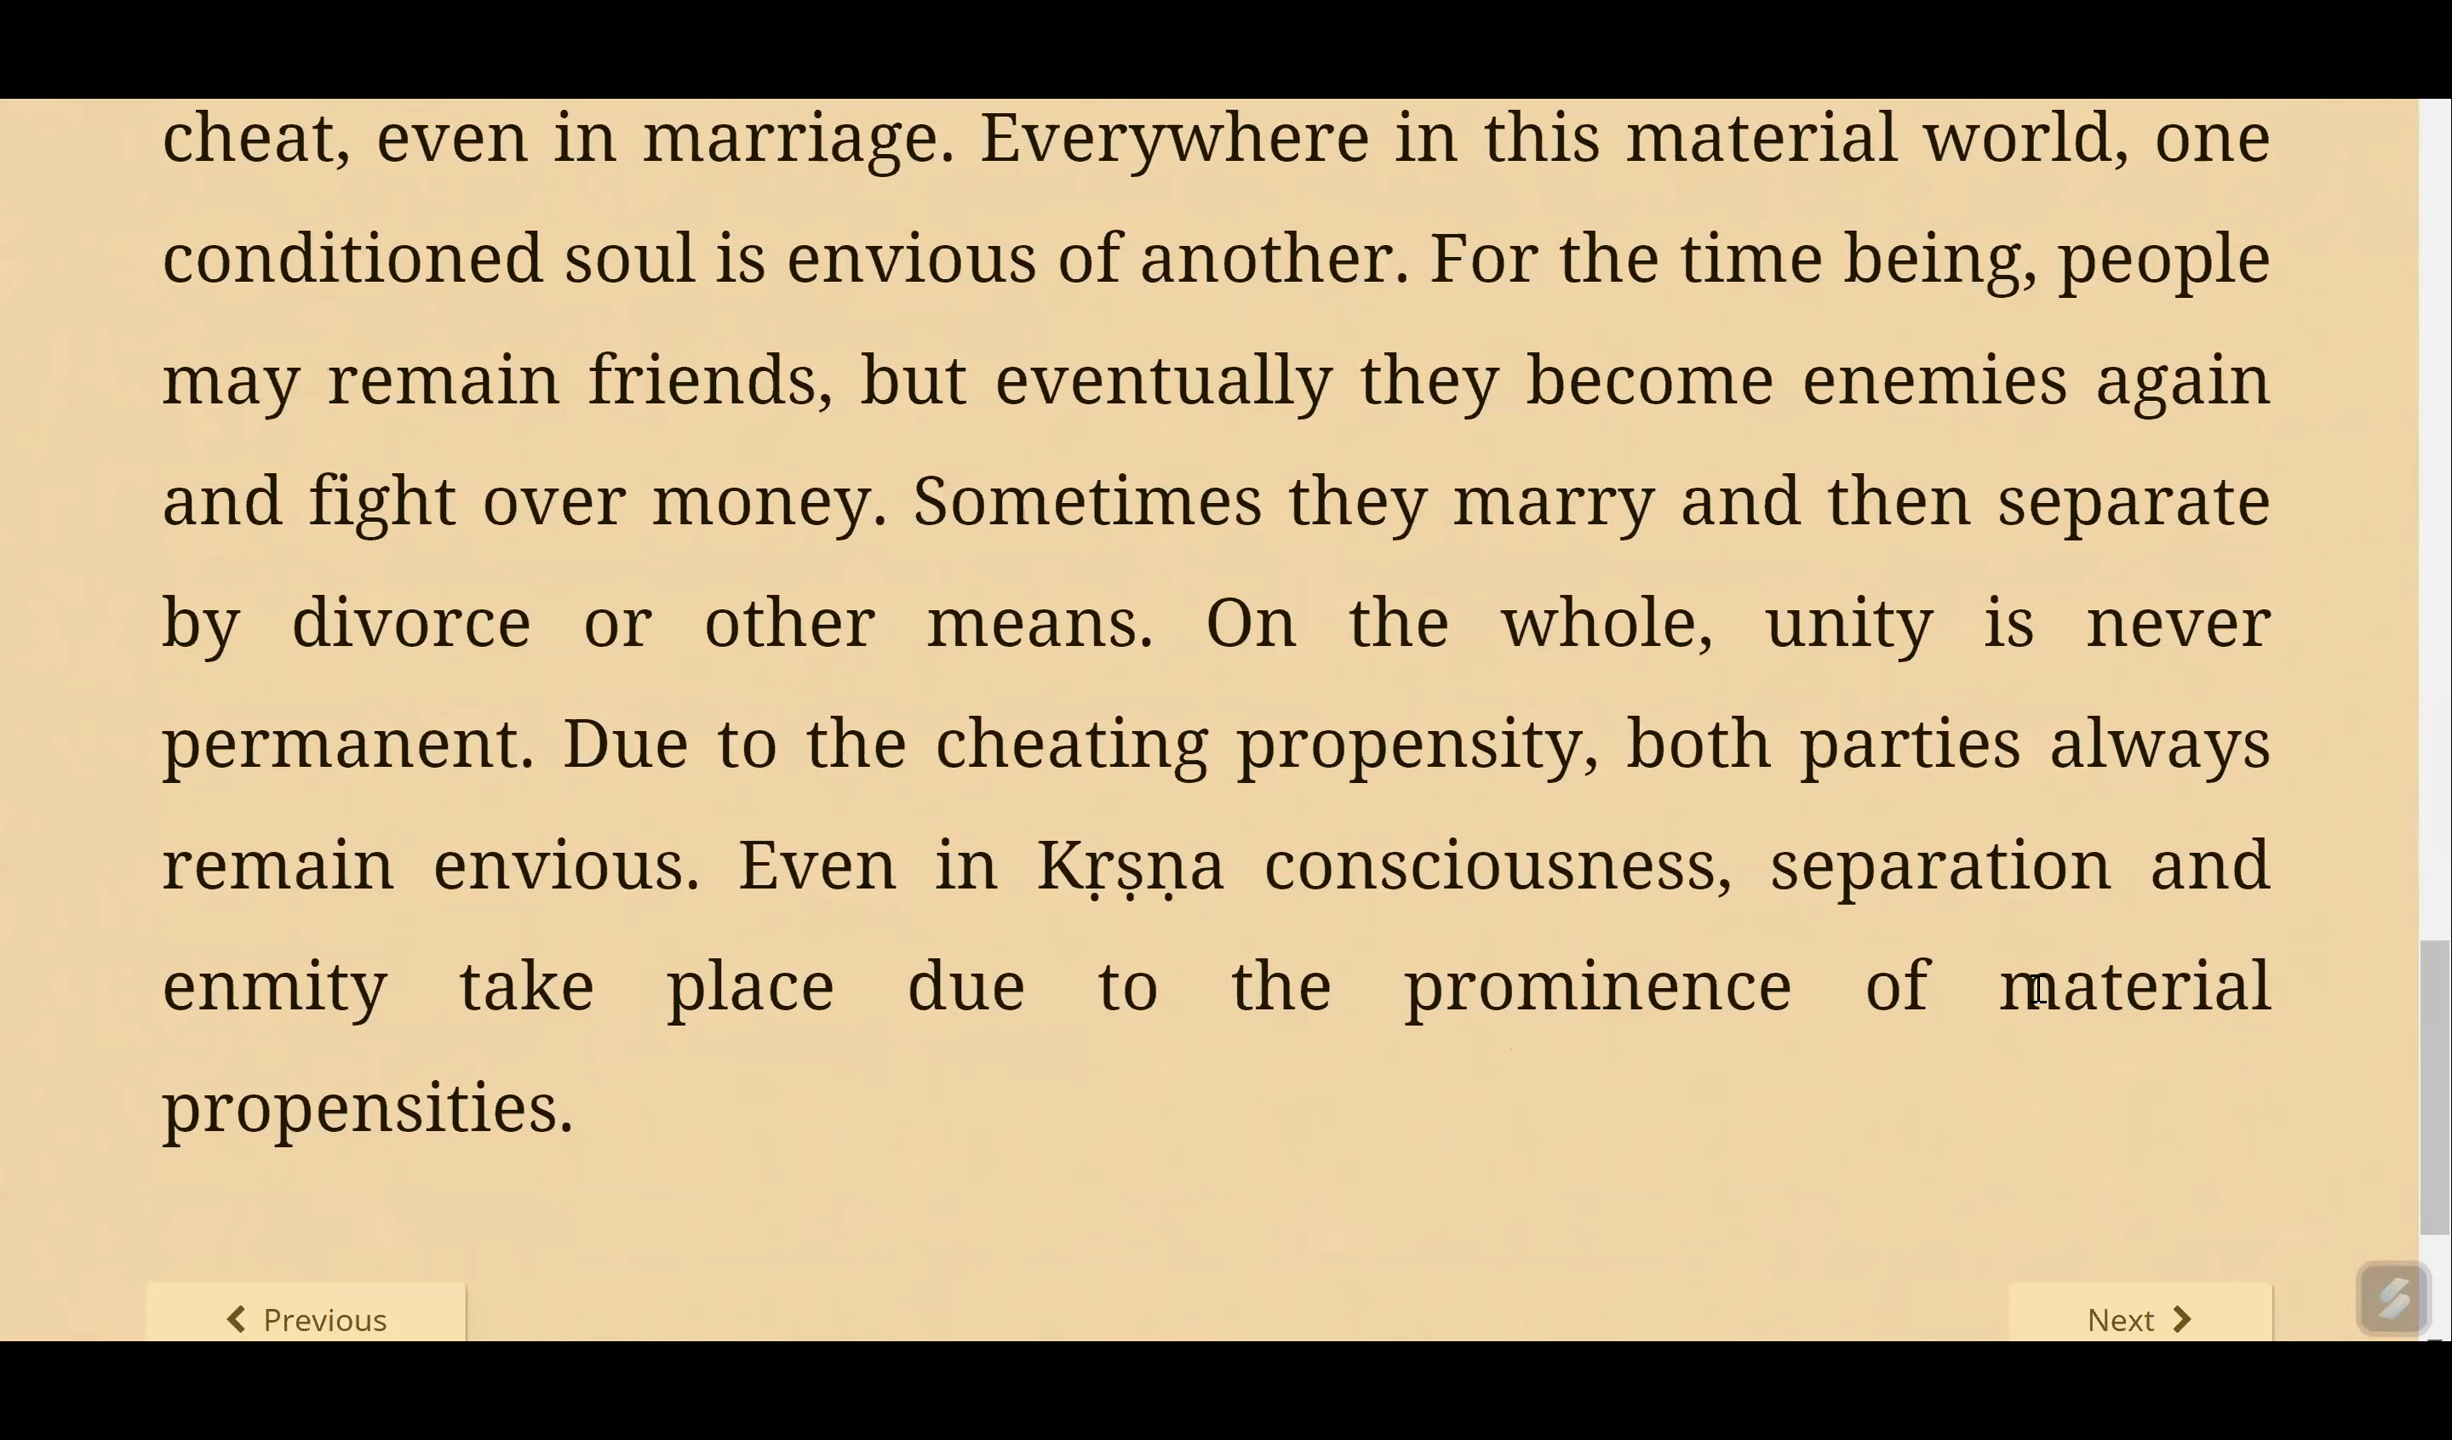 cheat, even in marriage. Everywhere in this material world, one
conditioned soul is envious of another. For the time being, people
may remain friends, but eventually they become enemies again
and fight over money. Sometimes they marry and then separate
by divorce or other means. On the whole, unity is never
permanent. Due to the cheating propensity, both parties always
remain envious. Even in Kṛṣṇa consciousness, separation and
enmity take place due to the prominence of material
propensities.
Previous
Next